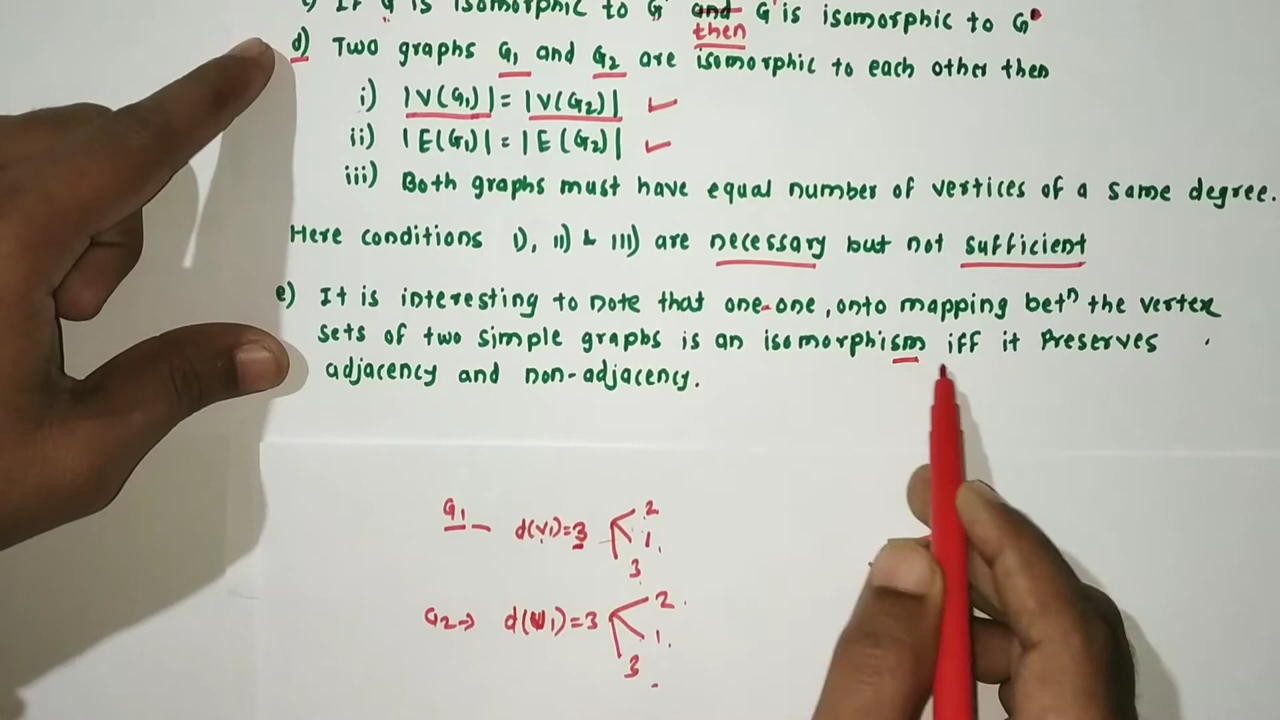 c) If G is isomorphic to G' and then G' is isomorphic to G
d) Two graphs G1 and G2 are isomorphic to each other then
i) |V(G1)| = |V(G2)| ✓
ii) |E(G1)| = |E(G2)| ✓
iii) Both graphs must have equal number of vertices of a same degree.
Here conditions I), II) & III) are necessary but not sufficient
e) It is interesting to note that one-one, onto mapping betn the vertex
sets of two simple graphs is an isomorphism iff it Preserves
adjacency and non-adjacency.
G1 — d(v1)=3 2
1
3
G2 → d(u1)=3 2
1
3